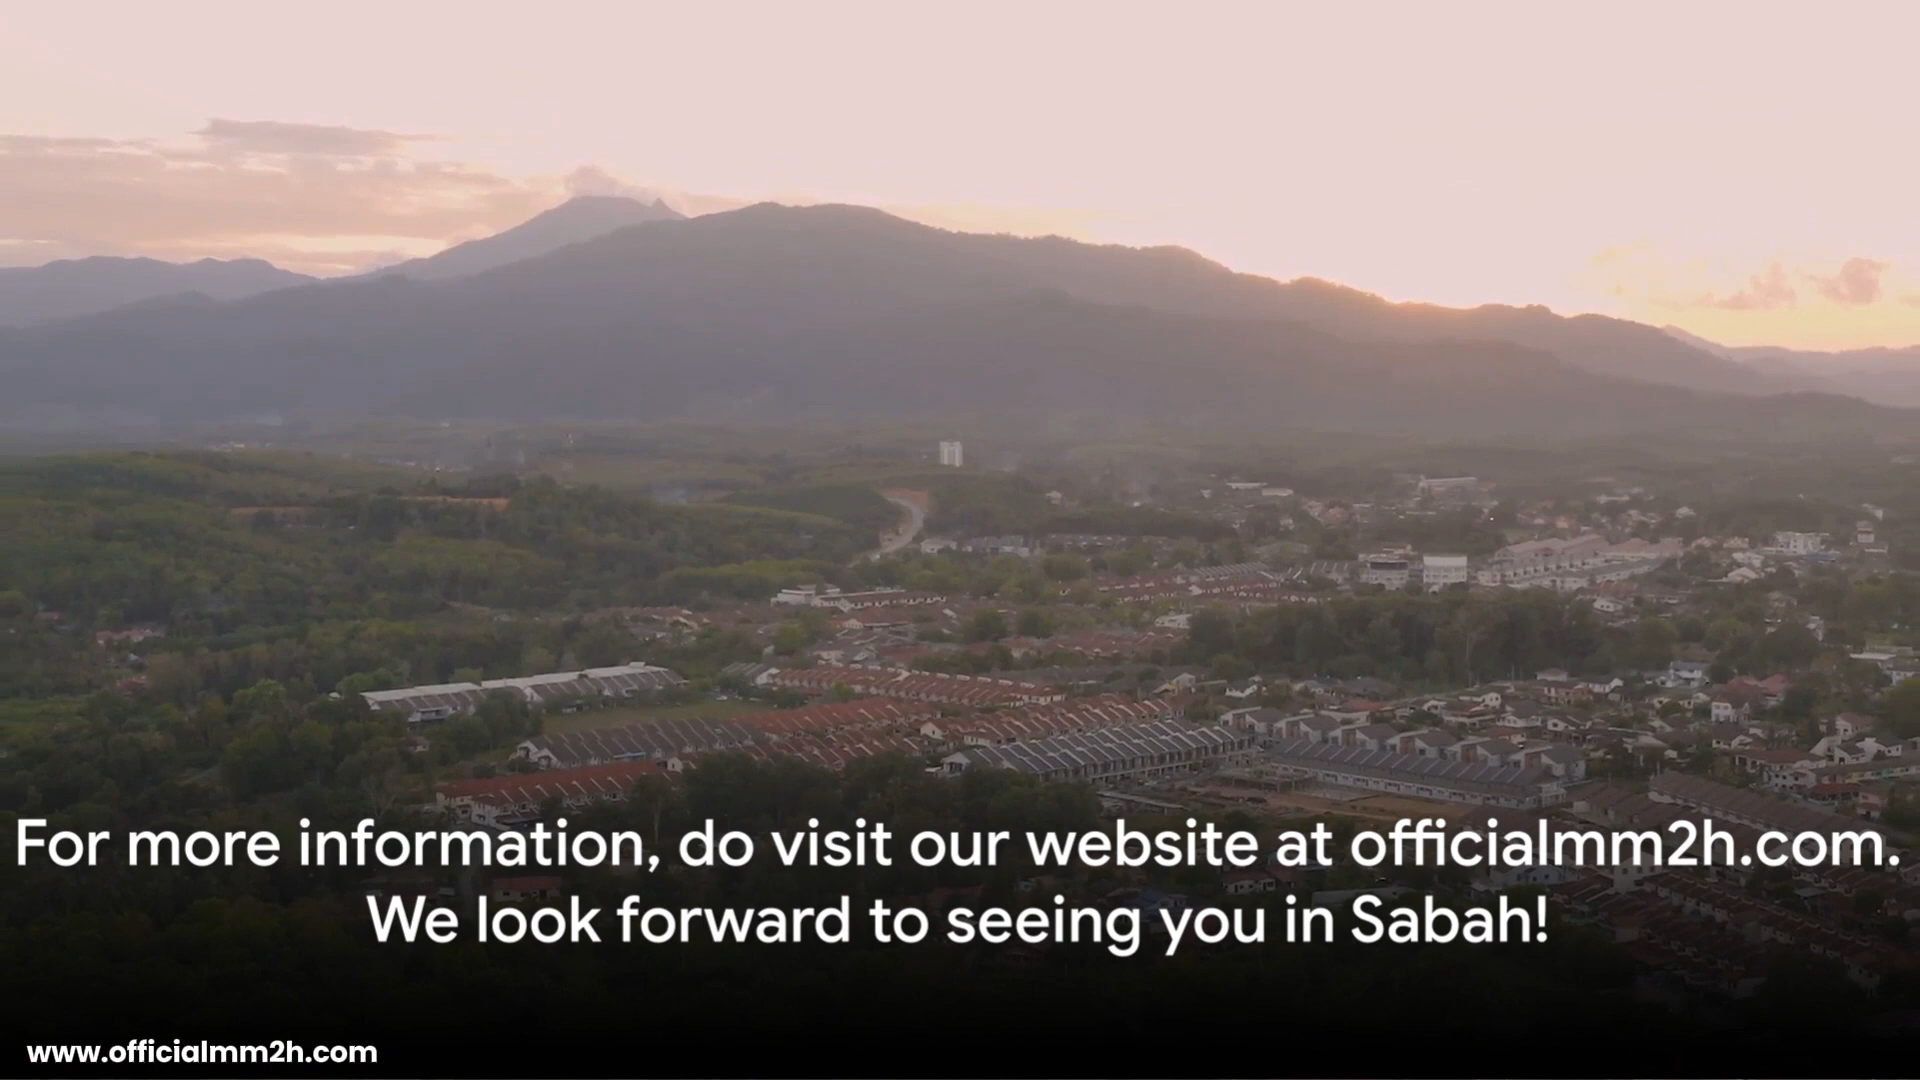 For more information, do visit our website at officialmm2h.com.
We look forward to seeing you in Sabah!
www.officialmm2h.com